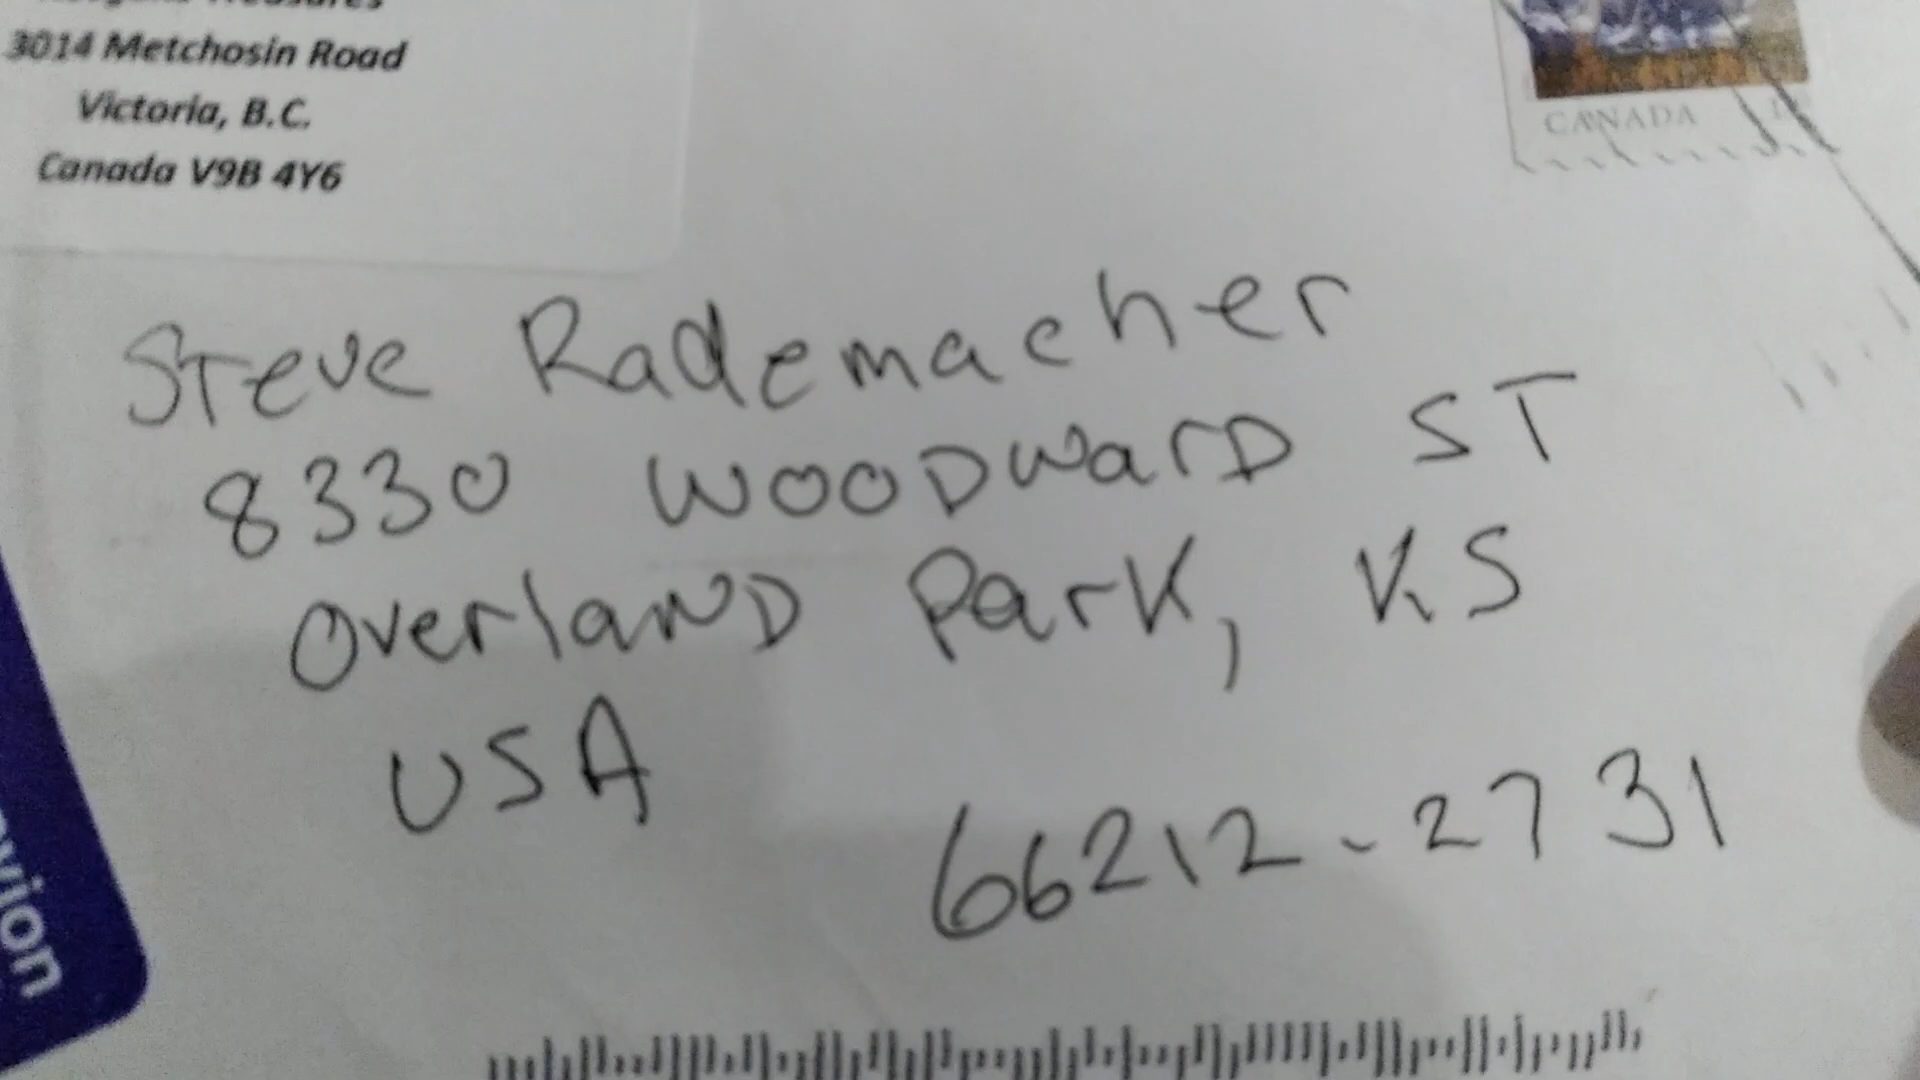 Treasures
3014 Metchosin Road
Victoria, B.C.
Canada V9B 4Y6
CANADA
Steve Rademacher
8330 WOODWARD ST
Overland Park, KS
USA
66212-2731